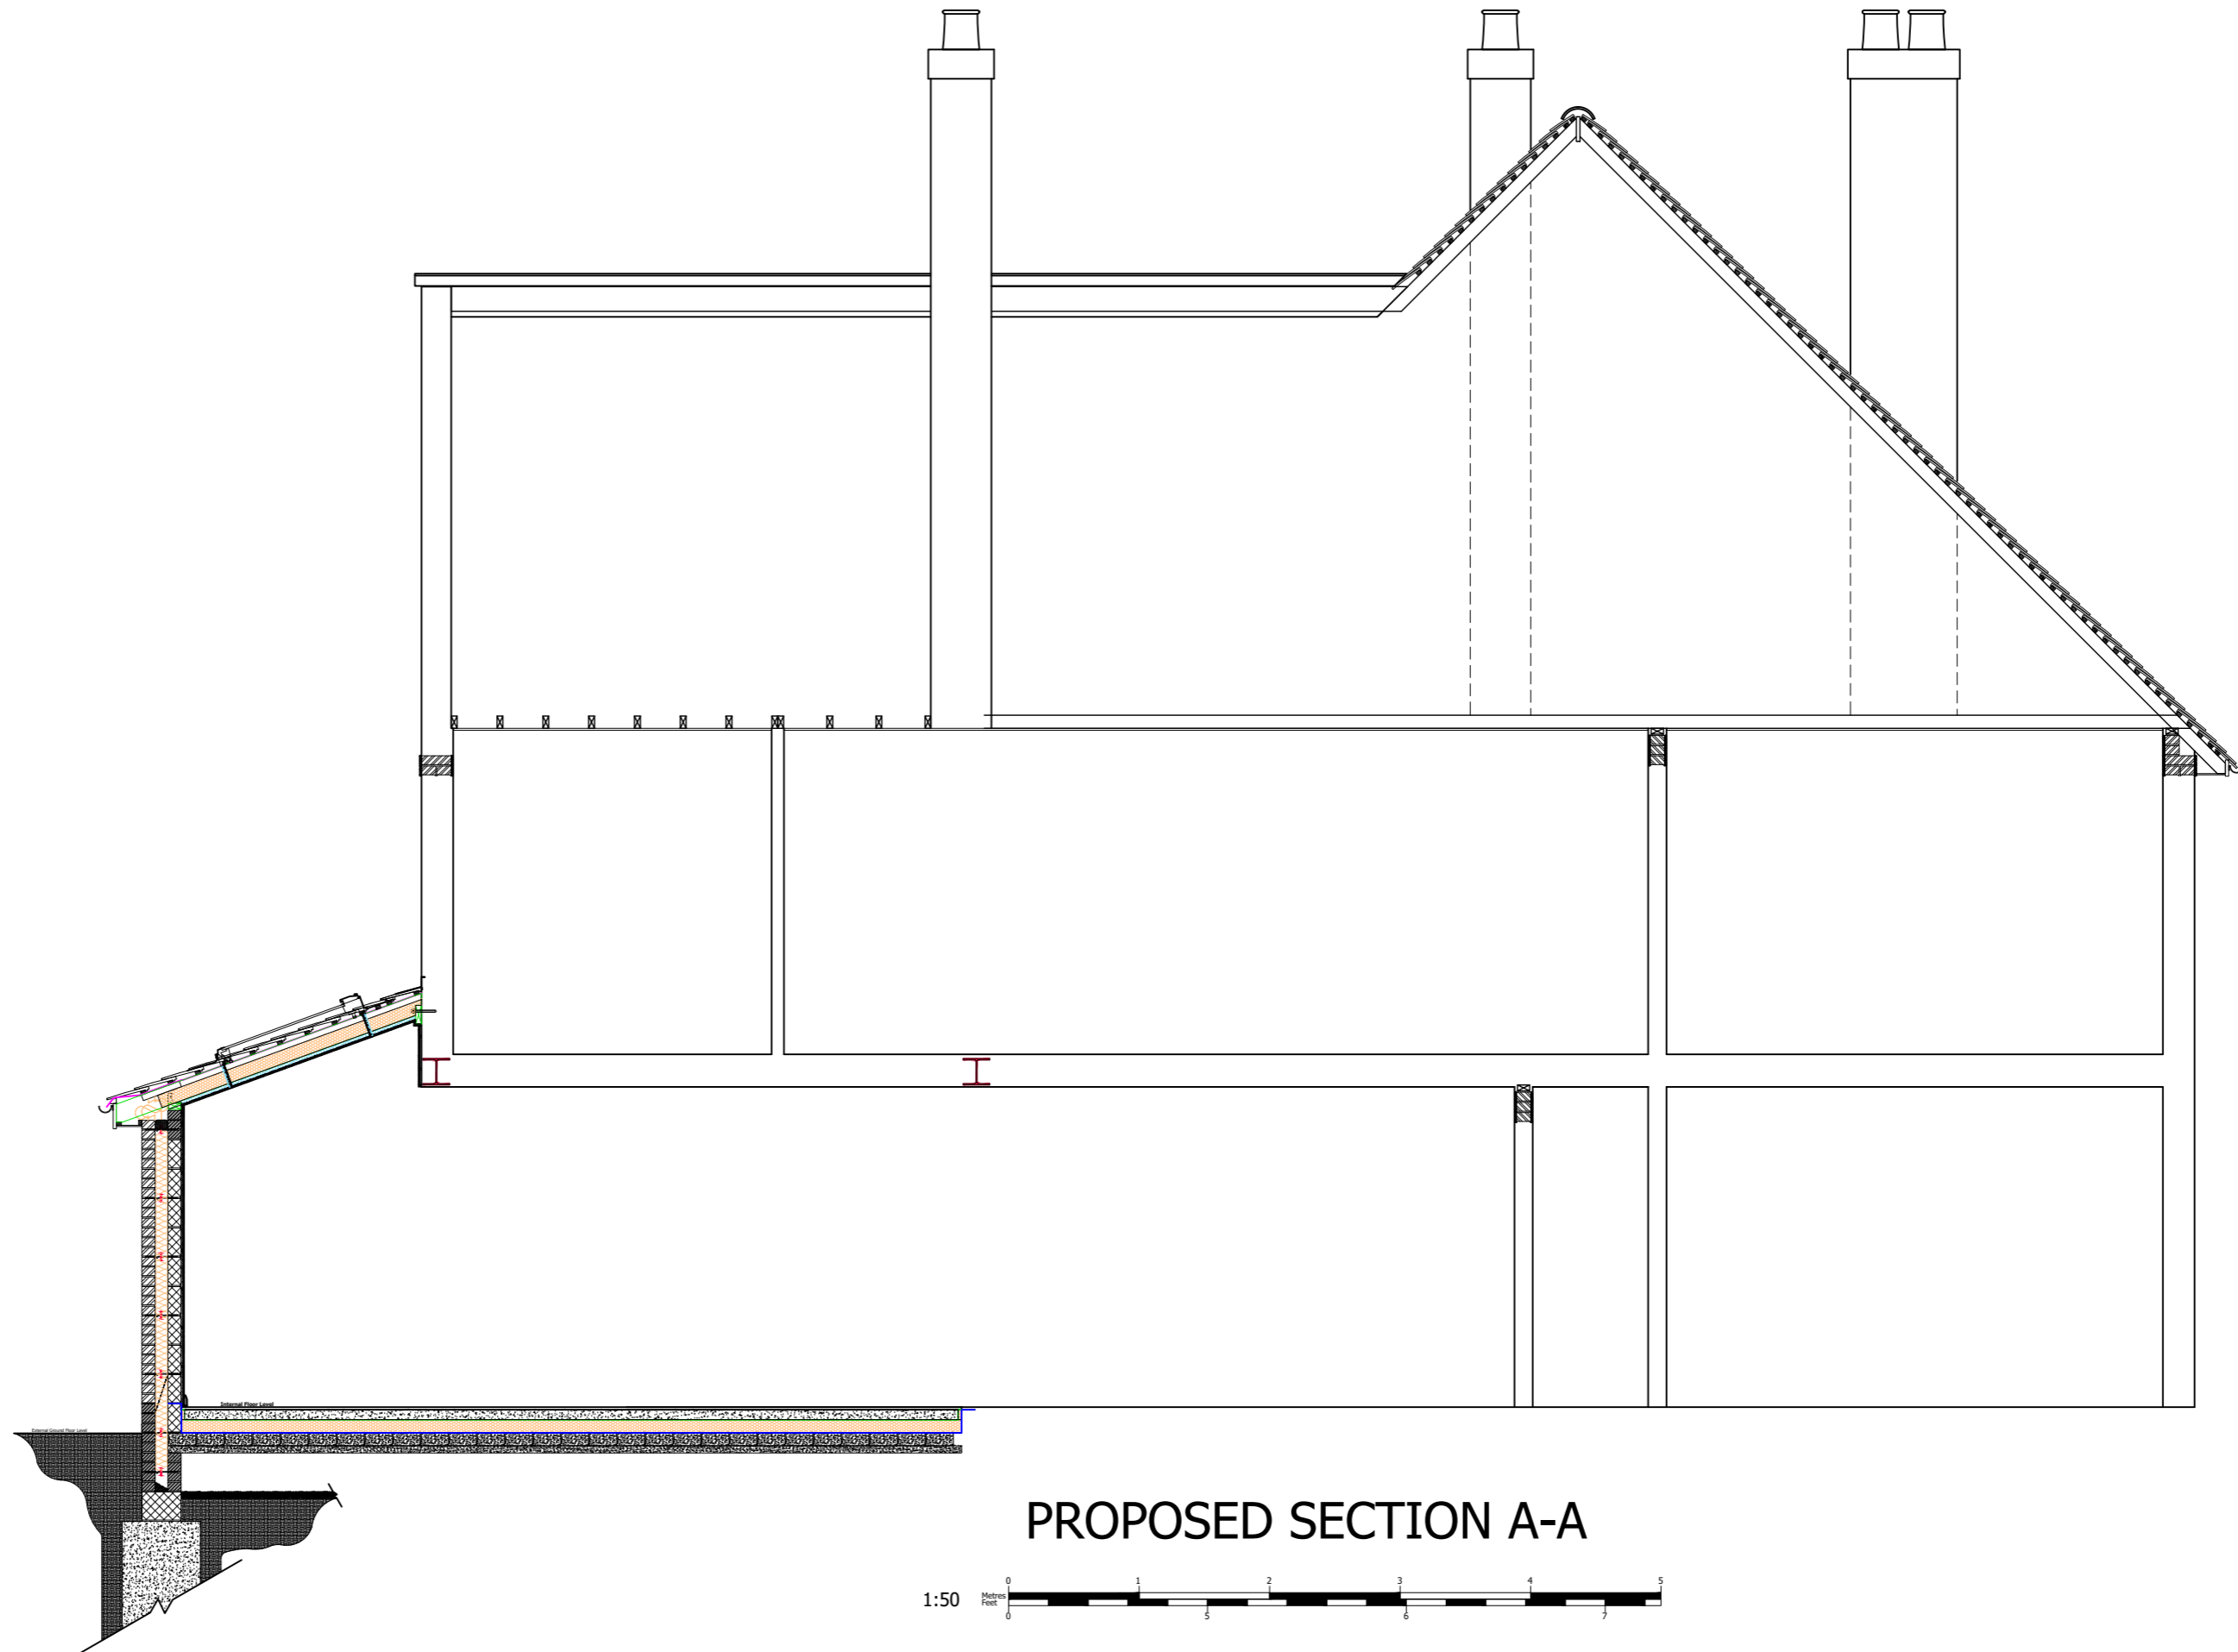 Internal Floor Level
External Ground Floor Level
PROPOSED SECTION A-A
1:50
Metres 0 1 2 3 4 5
Feet 0 5 6 7